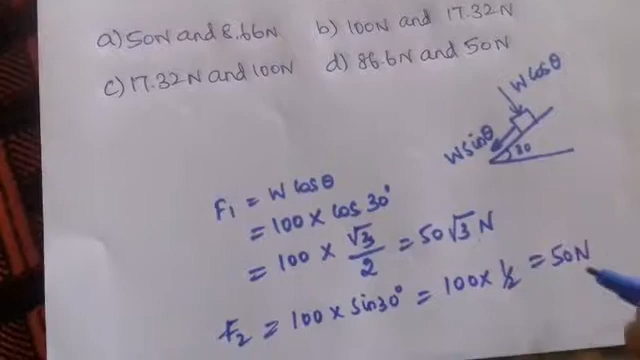 a) 50N and 8.66N b) 100N and 17.32N
c) 17.32N and 100N d) 86.6N and 50N
W cosθ
W sinθ
30
F1 = W cosθ
= 100 × cos 30°
= 100 × √3/2 = 50√3 N
F2 = 100 × sin30° = 100 × 1/2 = 50N